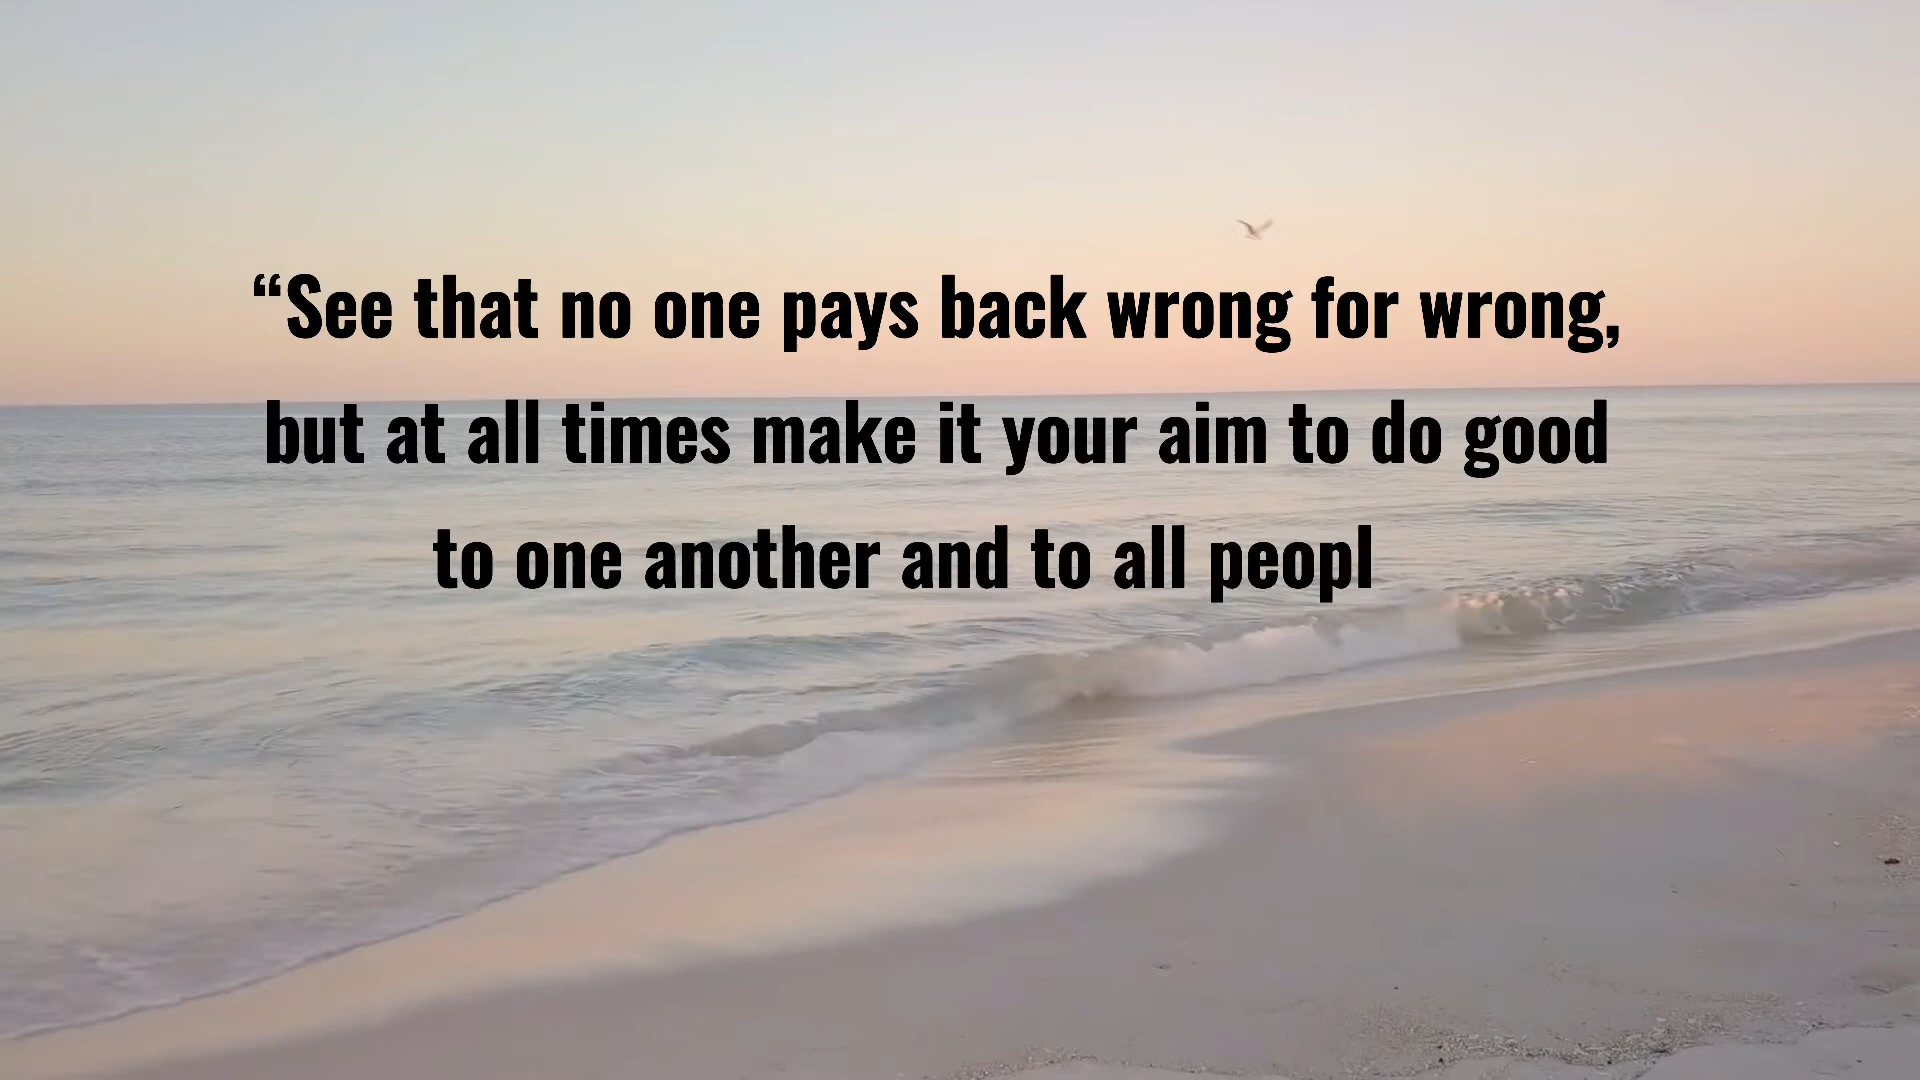 “See that no one pays back wrong for wrong,
but at all times make it your aim to do good
to one another and to all peopl